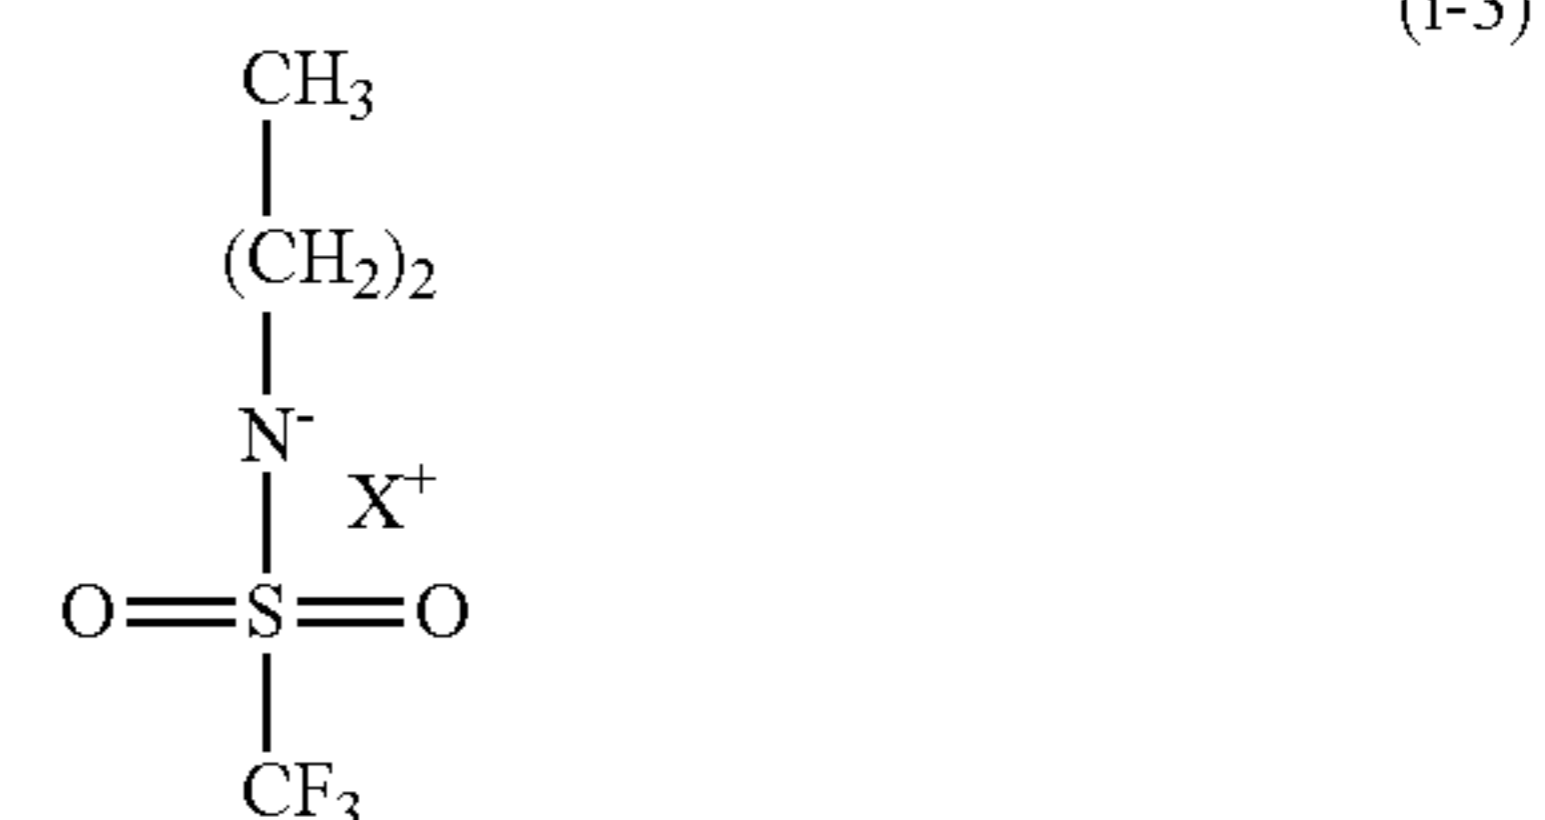 (i-3)
CH₃
(CH₂)₂
N⁻
X⁺
O=S=O
CF₃